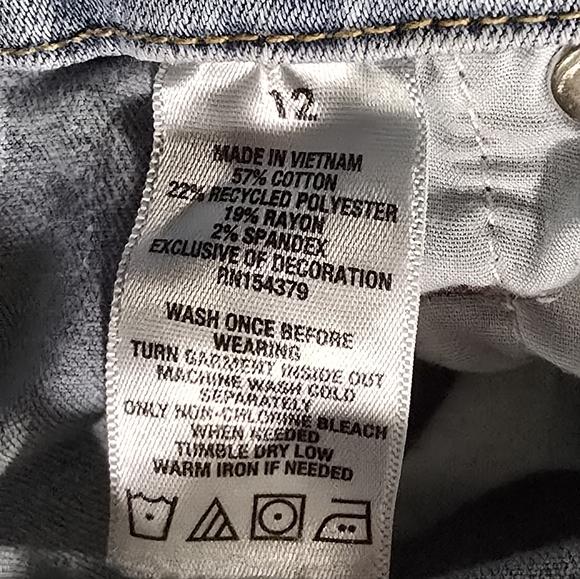 12
MADE IN VIETNAM
57% COTTON
22% RECYCLED POLYESTER
19% RAYON
2% SPANDEX
EXCLUSIVE OF DECORATION
RN154379
WASH ONCE BEFORE
WEARING
TURN GARMENT INSIDE OUT
MACHINE WASH COLD
SEPARATELY
ONLY NON-CHLORINE BLEACH
WHEN NEEDED
TUMBLE DRY LOW
WARM IRON IF NEEDED